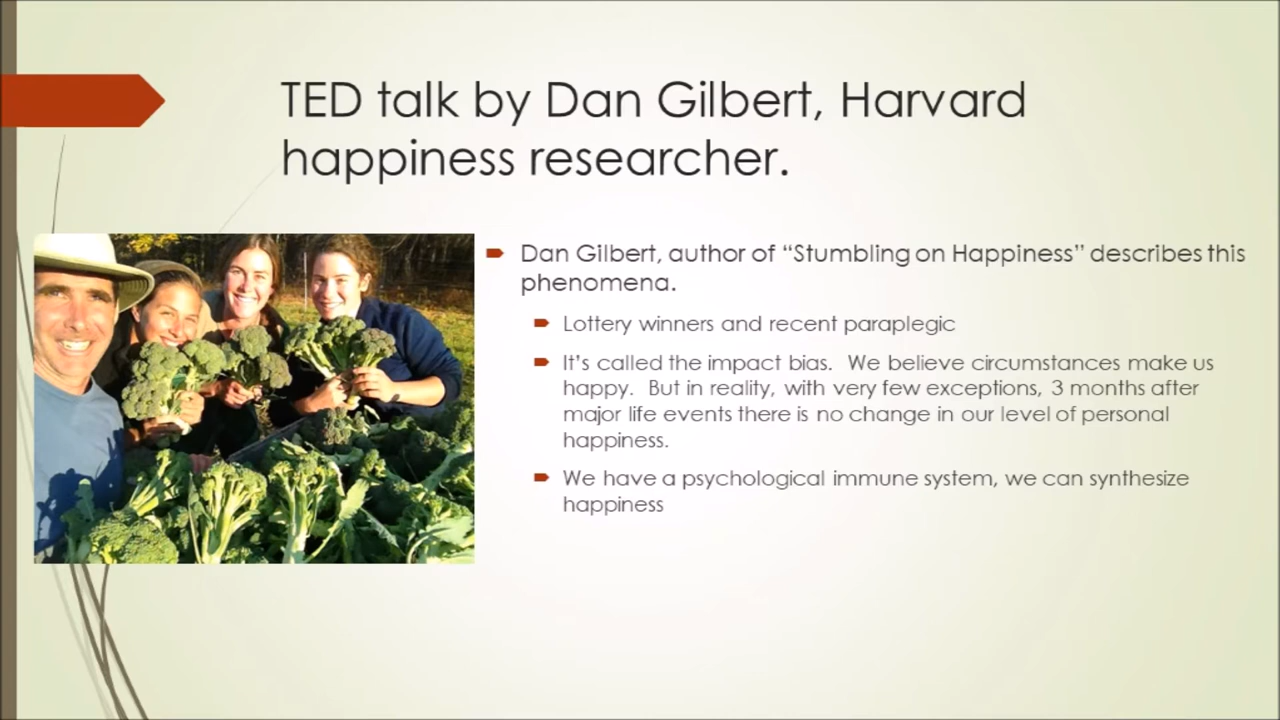 TED talk by Dan Gilbert, Harvard
happiness researcher.
Dan Gilbert, author of “Stumbling on Happiness” describes this
phenomena.
Lottery winners and recent paraplegic
It’s called the impact bias.  We believe circumstances make us
happy.  But in reality, with very few exceptions, 3 months after
major life events there is no change in our level of personal
happiness.
We have a psychological immune system, we can synthesize
happiness